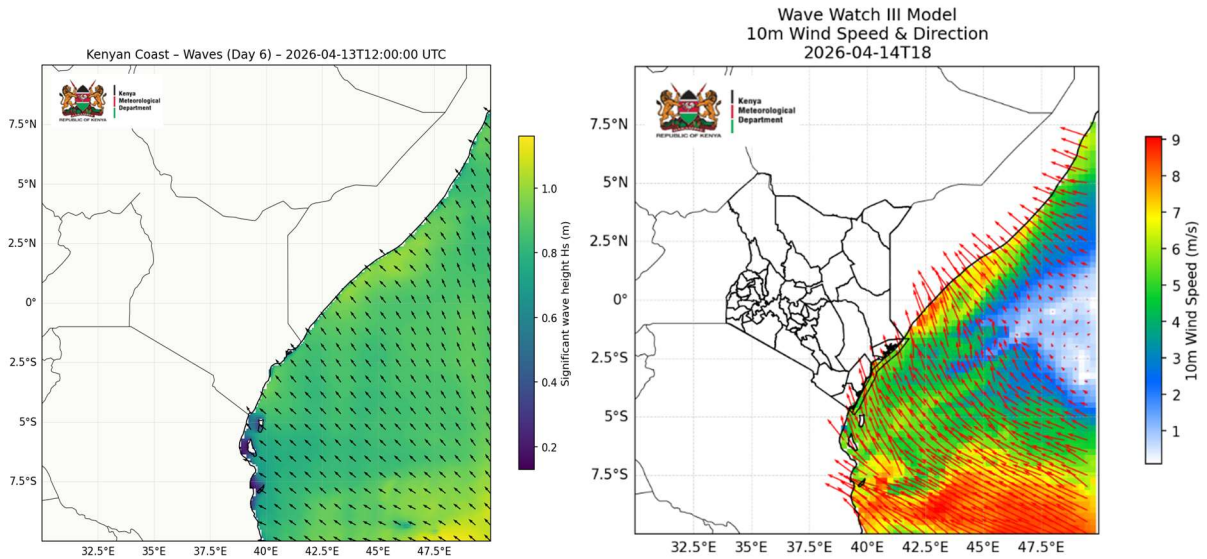 Kenyan Coast – Waves (Day 6) – 2026-04-13T12:00:00 UTC
Kenya
Meteorological
Department
REPUBLIC OF KENYA
7.5°N
5°N
2.5°N
0°
2.5°S
5°S
7.5°S
32.5°E 35°E 37.5°E 40°E 42.5°E 45°E 47.5°E
1.0
0.8
0.6
0.4
0.2
Significant wave height Hs (m)
Wave Watch III Model
10m Wind Speed & Direction
2026-04-14T18
Kenya
Meteorological
Department
REPUBLIC OF KENYA
7.5°N
5°N
2.5°N
0°
2.5°S
5°S
7.5°S
32.5°E 35°E 37.5°E 40°E 42.5°E 45°E 47.5°E
9
8
7
6
5
4
3
2
1
10m Wind Speed (m/s)